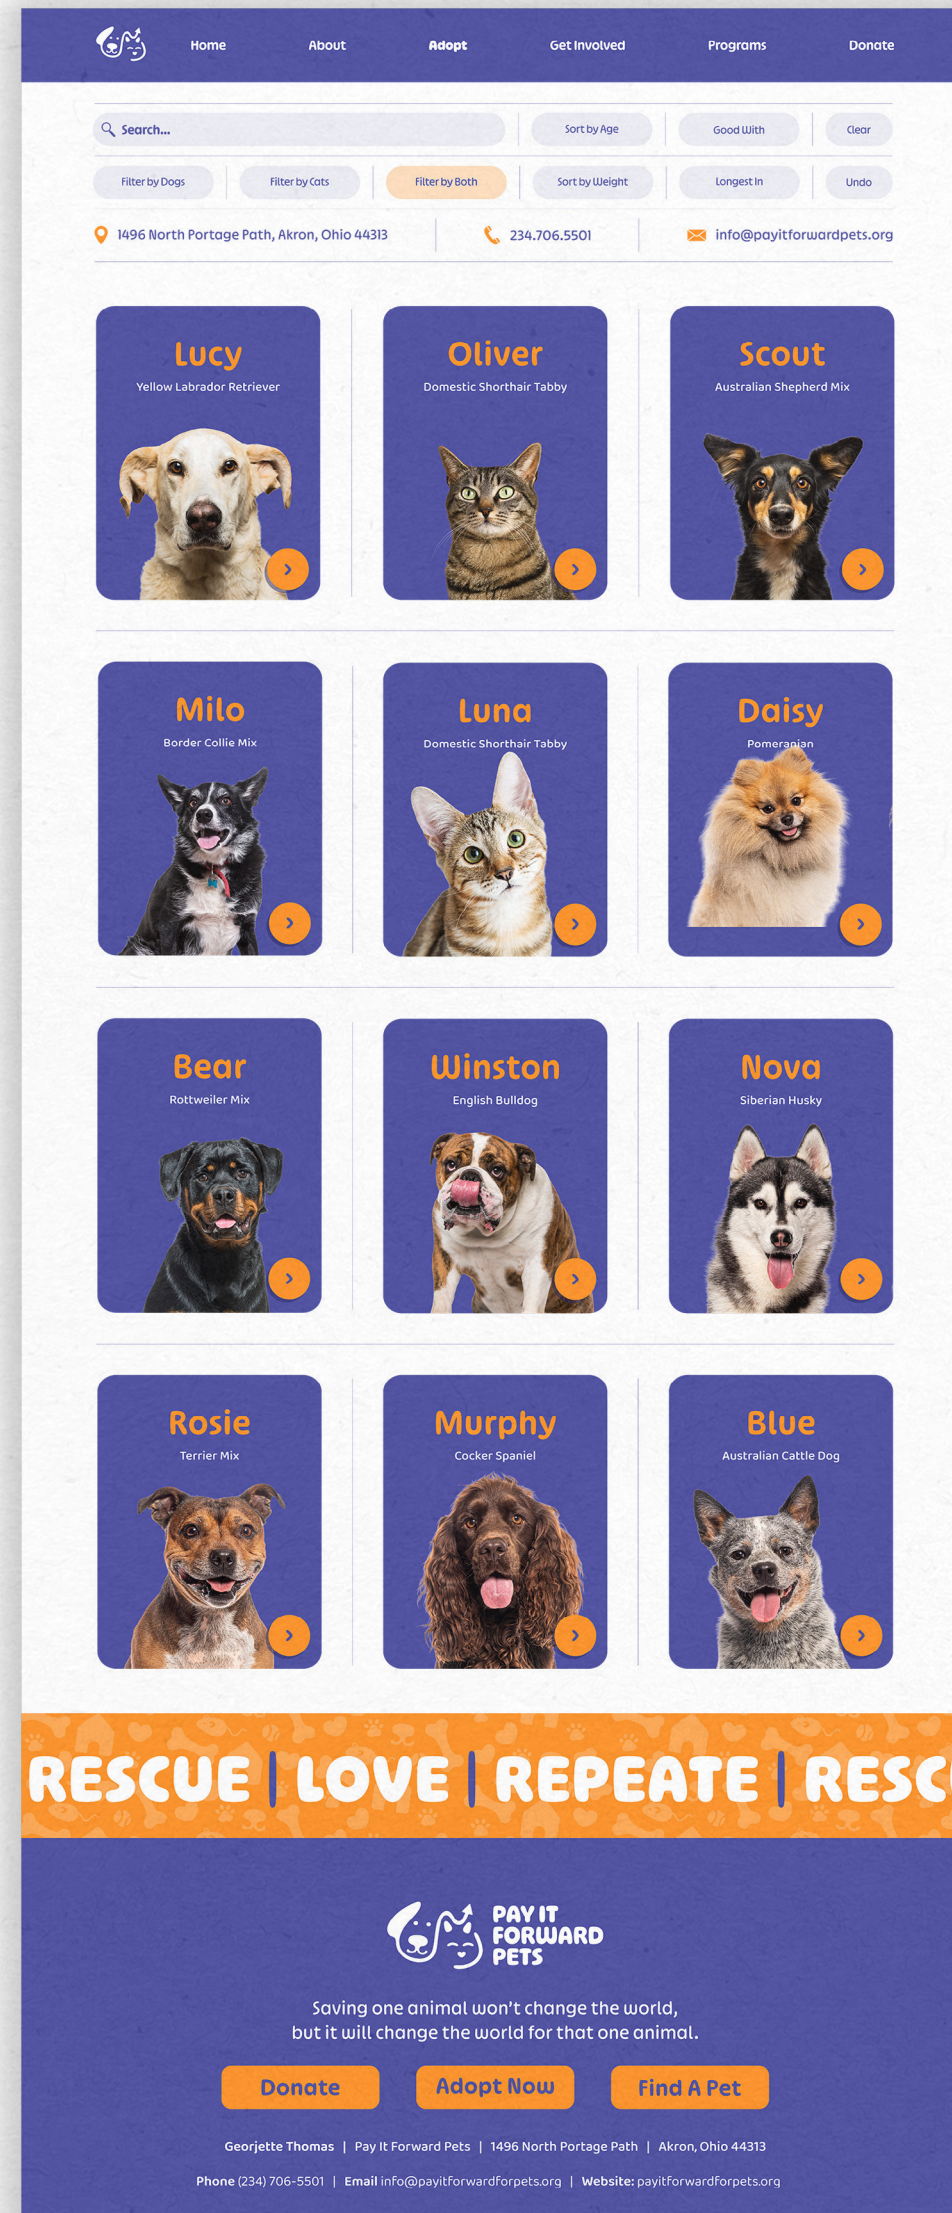 Home About Adopt Get Involved Programs Donate
Search... Sort by Age Good With Clear
Filter by Dogs Filter by Cats Filter by Both Sort by Weight Longest In Undo
1496 North Portage Path, Akron, Ohio 44313 234.706.5501 info@payitforwardpets.org
Lucy Oliver Scout
Yellow Labrador Retriever Domestic Shorthair Tabby Australian Shepherd Mix
Milo Luna Daisy
Border Collie Mix Domestic Shorthair Tabby Pomeranian
Bear Winston Nova
Rottweiler Mix English Bulldog Siberian Husky
Rosie Murphy Blue
Terrier Mix Cocker Spaniel Australian Cattle Dog
RESCUE | LOVE | REPEATE | RESC
PAY IT
FORWARD
PETS
Saving one animal won't change the world,
but it will change the world for that one animal.
Donate Adopt Now Find A Pet
Georjette Thomas | Pay It Forward Pets | 1496 North Portage Path | Akron, Ohio 44313
Phone (234) 706-5501 | Email info@payitforwardforpets.org | Website: payitforwardforpets.org